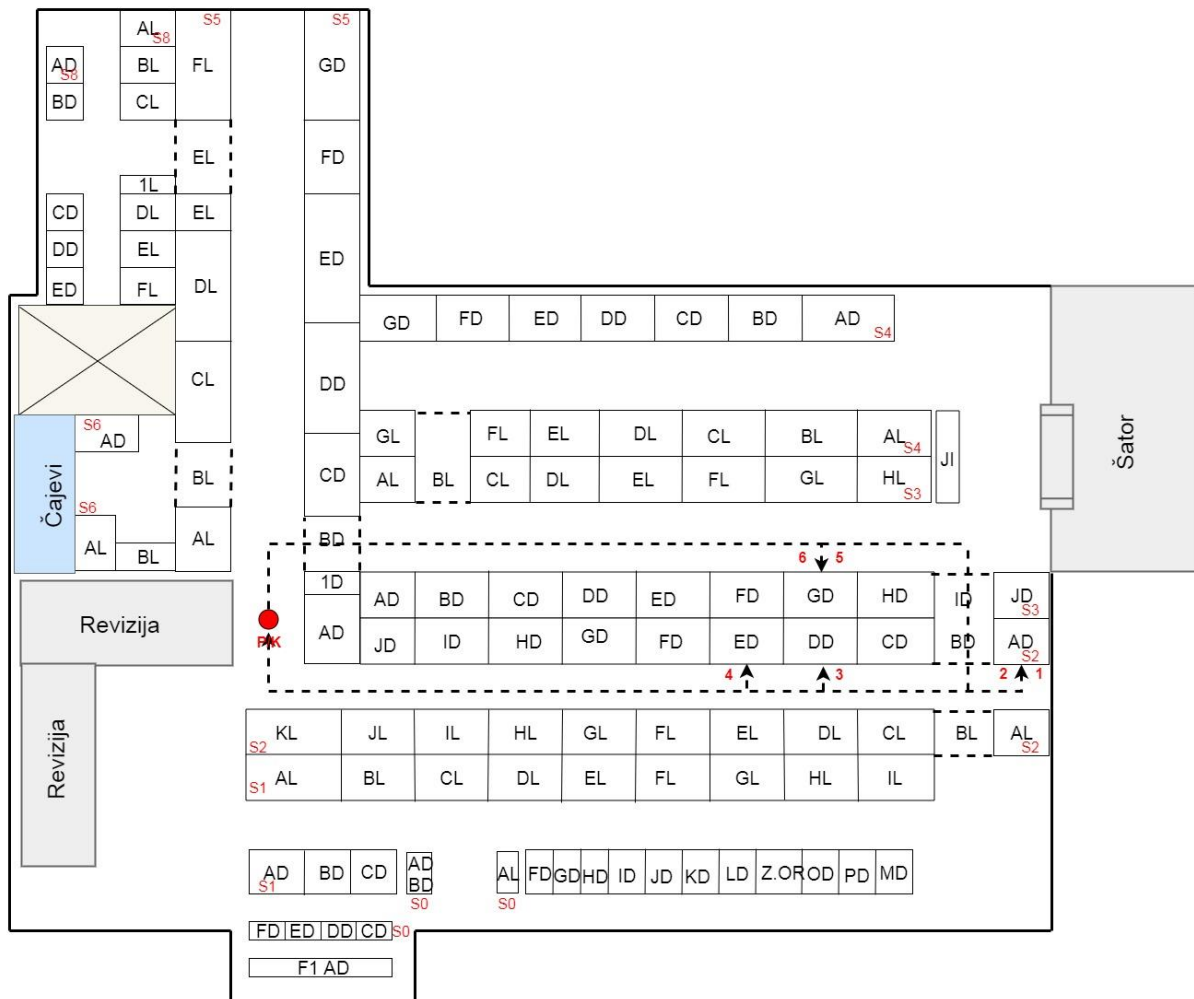 AL S8 S5 S5
AD S8 BL FL GD
BD CL
EL FD
1L
CD DL EL
DD EL ED
ED FL DL
GD FD ED DD CD BD AD S4
CL DD
S6 AD
GL FL EL DL CL BL AL S4
CD JI
AL BL CL DL EL FL GL HL S3
Čajevi
Šator
BL
S6
AL BL AL BD
6 5
1D AD BD CD DD ED FD GD HD ID JD S3
Revizija
P/K
AD JD ID HD GD FD ED DD CD BD AD S2
4 3 2 1
Revizija
S2 KL JL IL HL GL FL EL DL CL BL AL S2
S1 AL BL CL DL EL FL GL HL IL
AD S1 BD CD AD AL FD GD HD ID JD KD LD Z.OR OD PD MD
BD
S0 S0
FD ED DD CD S0
F1 AD